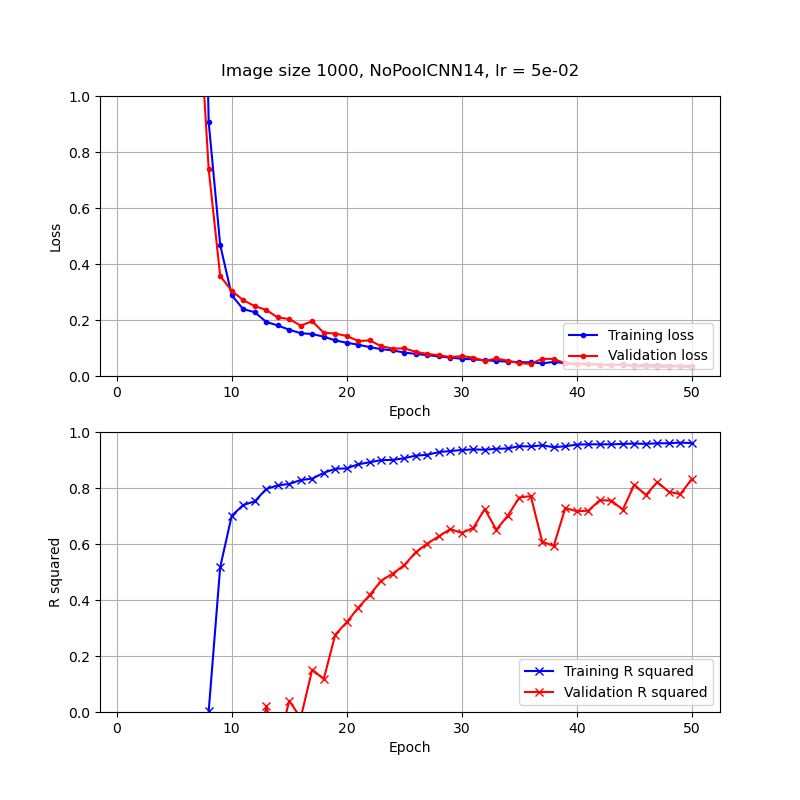 Image size 1000, NoPoolCNN14, lr = 5e-02
1.0
0.8
0.6
0.4
0.2
0.0
Loss
Training loss
Validation loss
0 10 20 30 40 50
Epoch
1.0
0.8
0.6
0.4
0.2
0.0
R squared
Training R squared
Validation R squared
0 10 20 30 40 50
Epoch